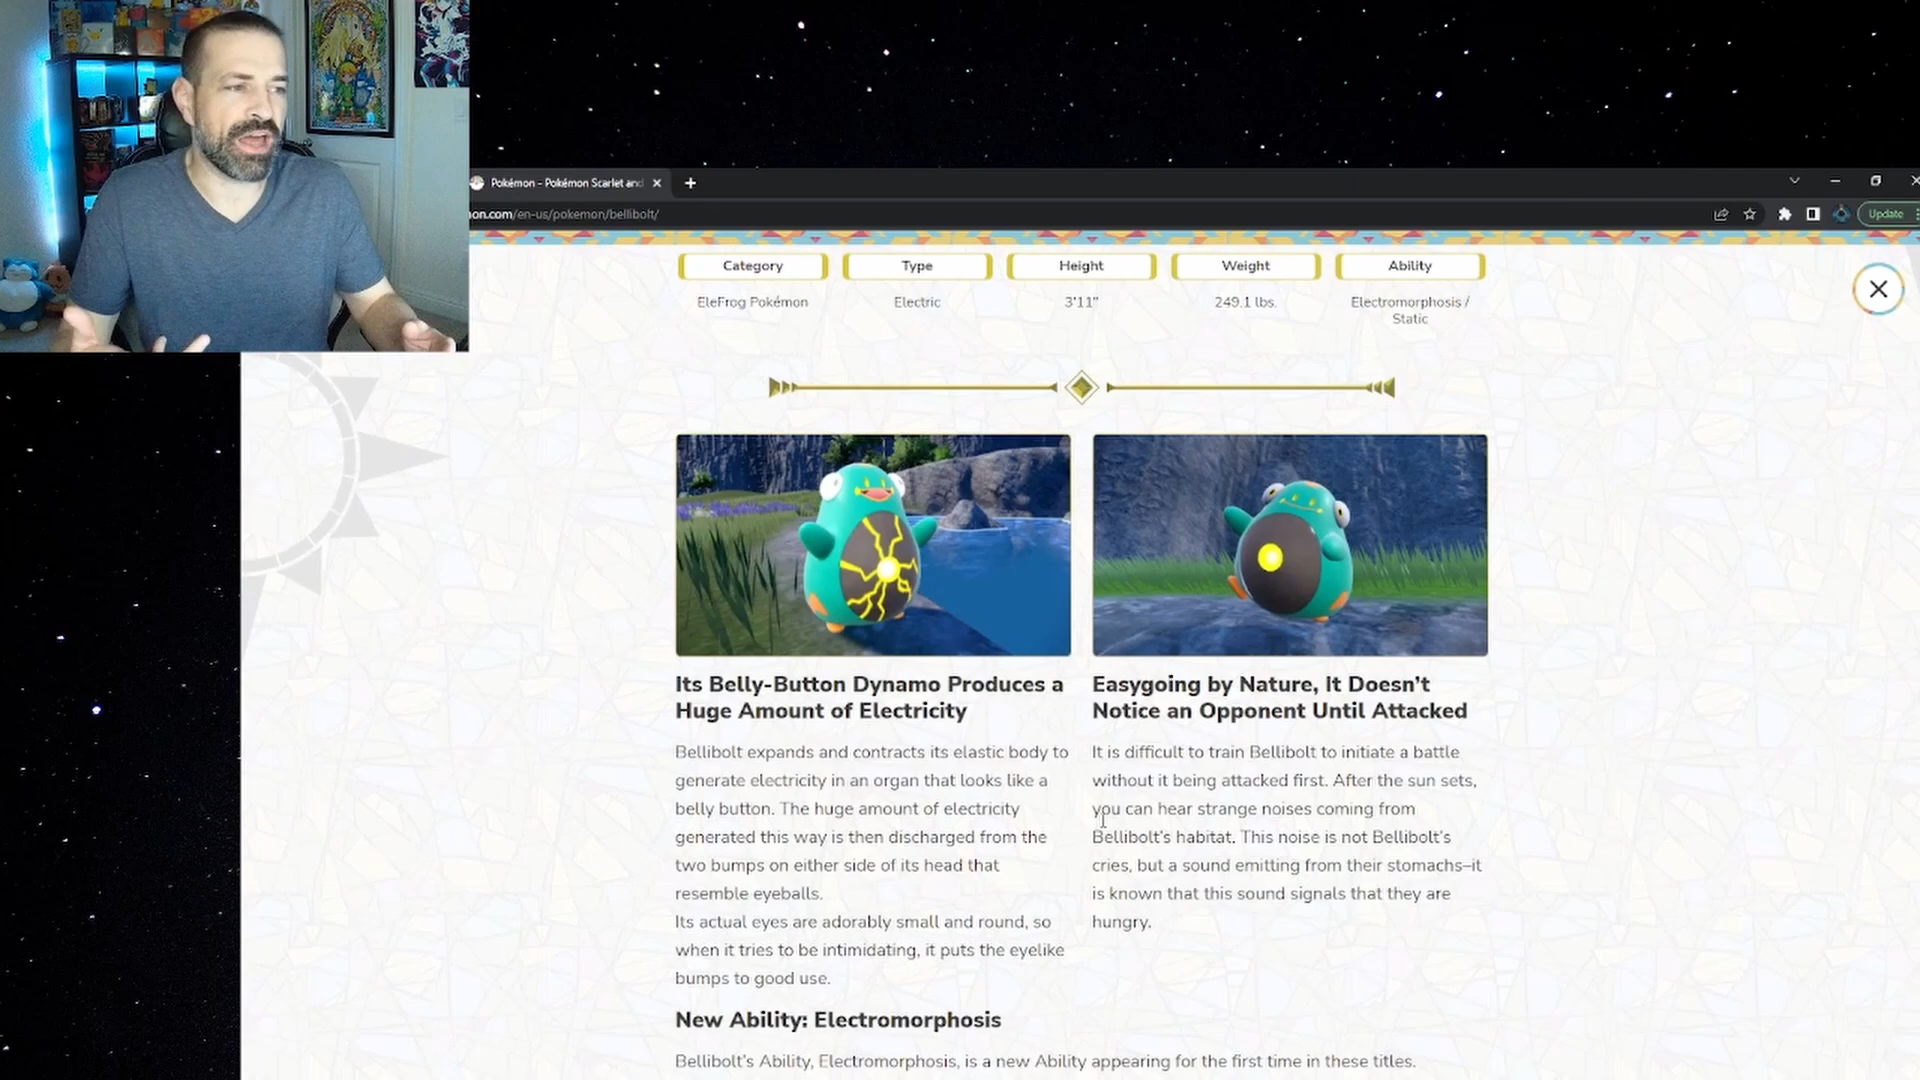 Pokémon - Pokémon Scarlet and
Update
mon.com/en-us/pokemon/bellibolt/
Category Type Height Weight Ability
EleFrog Pokémon Electric 3'11" 249.1 lbs. Electromorphosis /
Static
Its Belly-Button Dynamo Produces a
Huge Amount of Electricity
Bellibolt expands and contracts its elastic body to
generate electricity in an organ that looks like a
belly button. The huge amount of electricity
generated this way is then discharged from the
two bumps on either side of its head that
resemble eyeballs.
Its actual eyes are adorably small and round, so
when it tries to be intimidating, it puts the eyelike
bumps to good use.
Easygoing by Nature, It Doesn't
Notice an Opponent Until Attacked
It is difficult to train Bellibolt to initiate a battle
without it being attacked first. After the sun sets,
you can hear strange noises coming from
Bellibolt's habitat. This noise is not Bellibolt's
cries, but a sound emitting from their stomachs—it
is known that this sound signals that they are
hungry.
New Ability: Electromorphosis
Bellibolt's Ability, Electromorphosis, is a new Ability appearing for the first time in these titles.